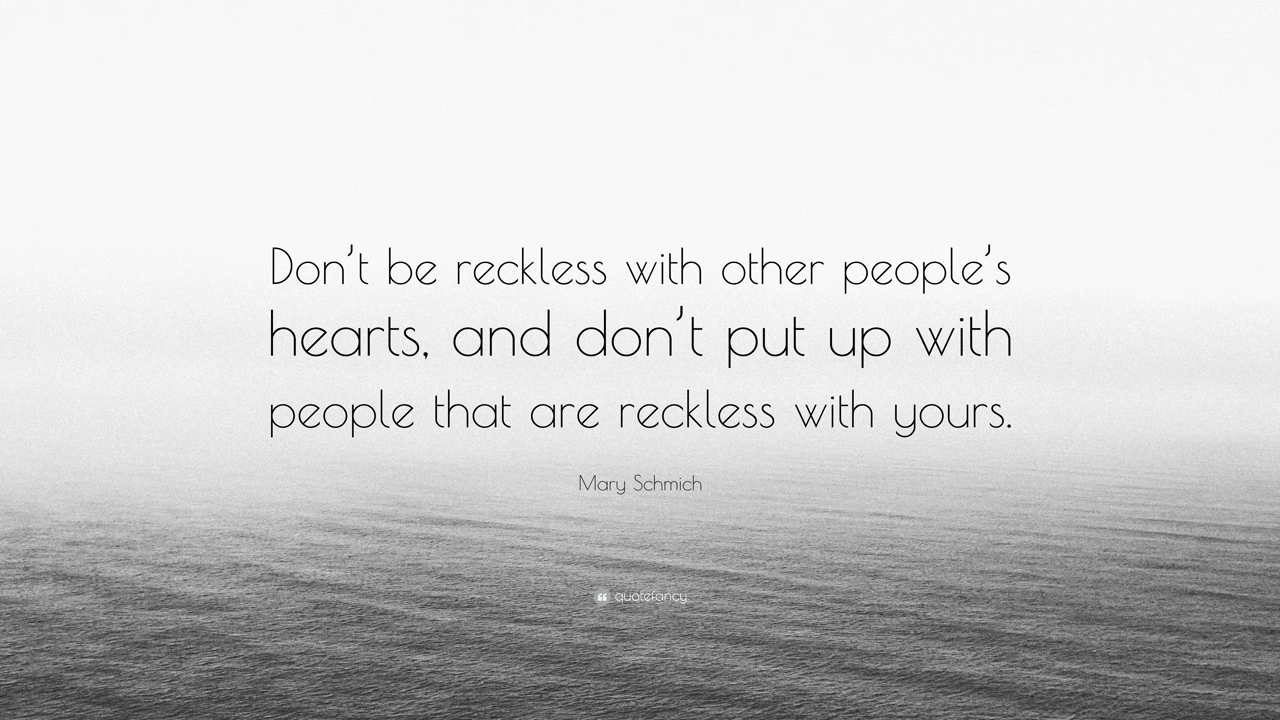 Don’t be reckless with other people’s
hearts, and don’t put up with
people that are reckless with yours.
Mary Schmich
quotefancy